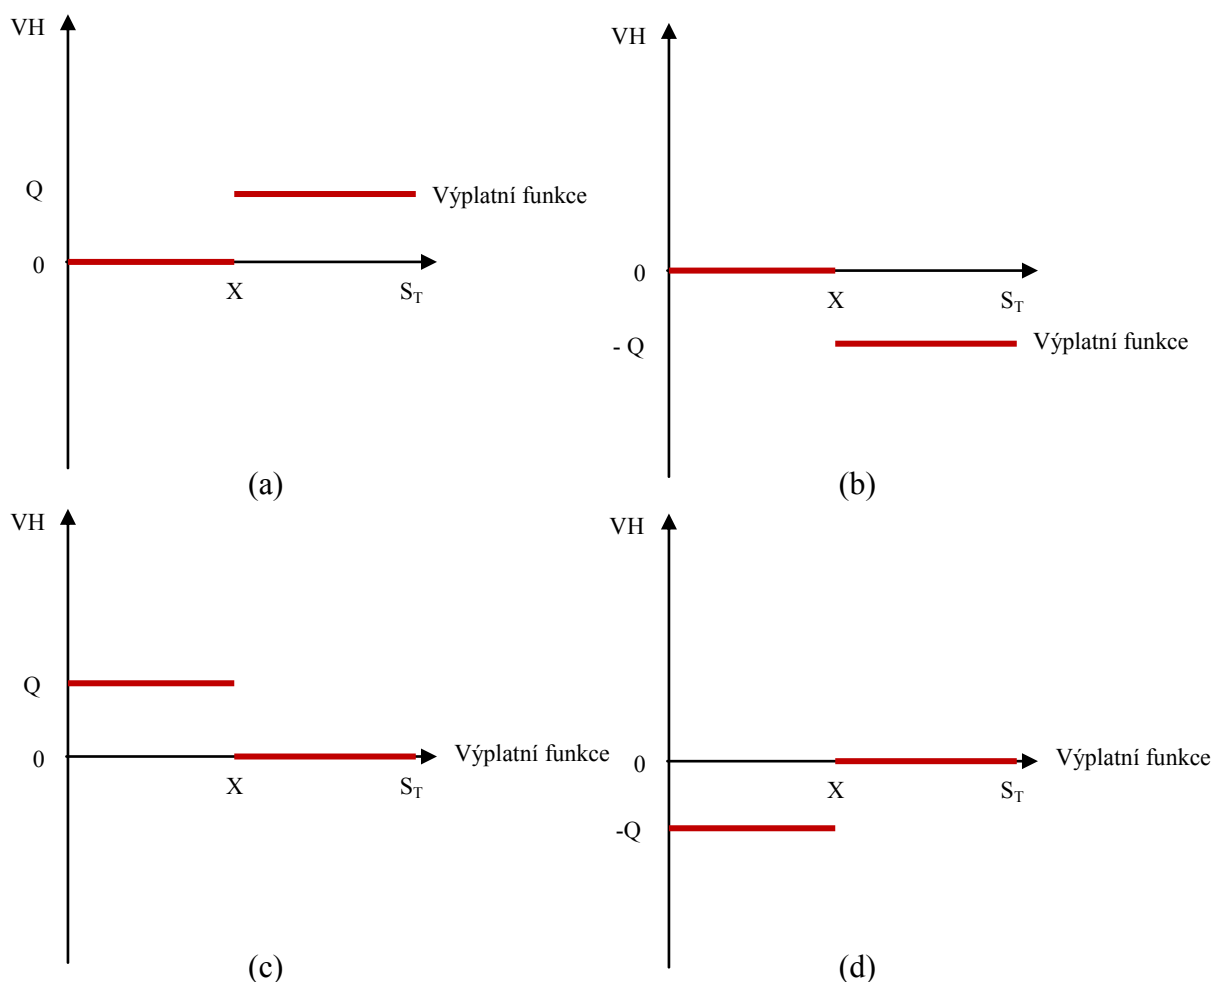 VH
Q
Výplatní funkce
0
X
S_T
(a)
VH
0
X
S_T
- Q
Výplatní funkce
(b)
VH
Q
0
Výplatní funkce
X
S_T
(c)
VH
0
Výplatní funkce
X
S_T
-Q
(d)